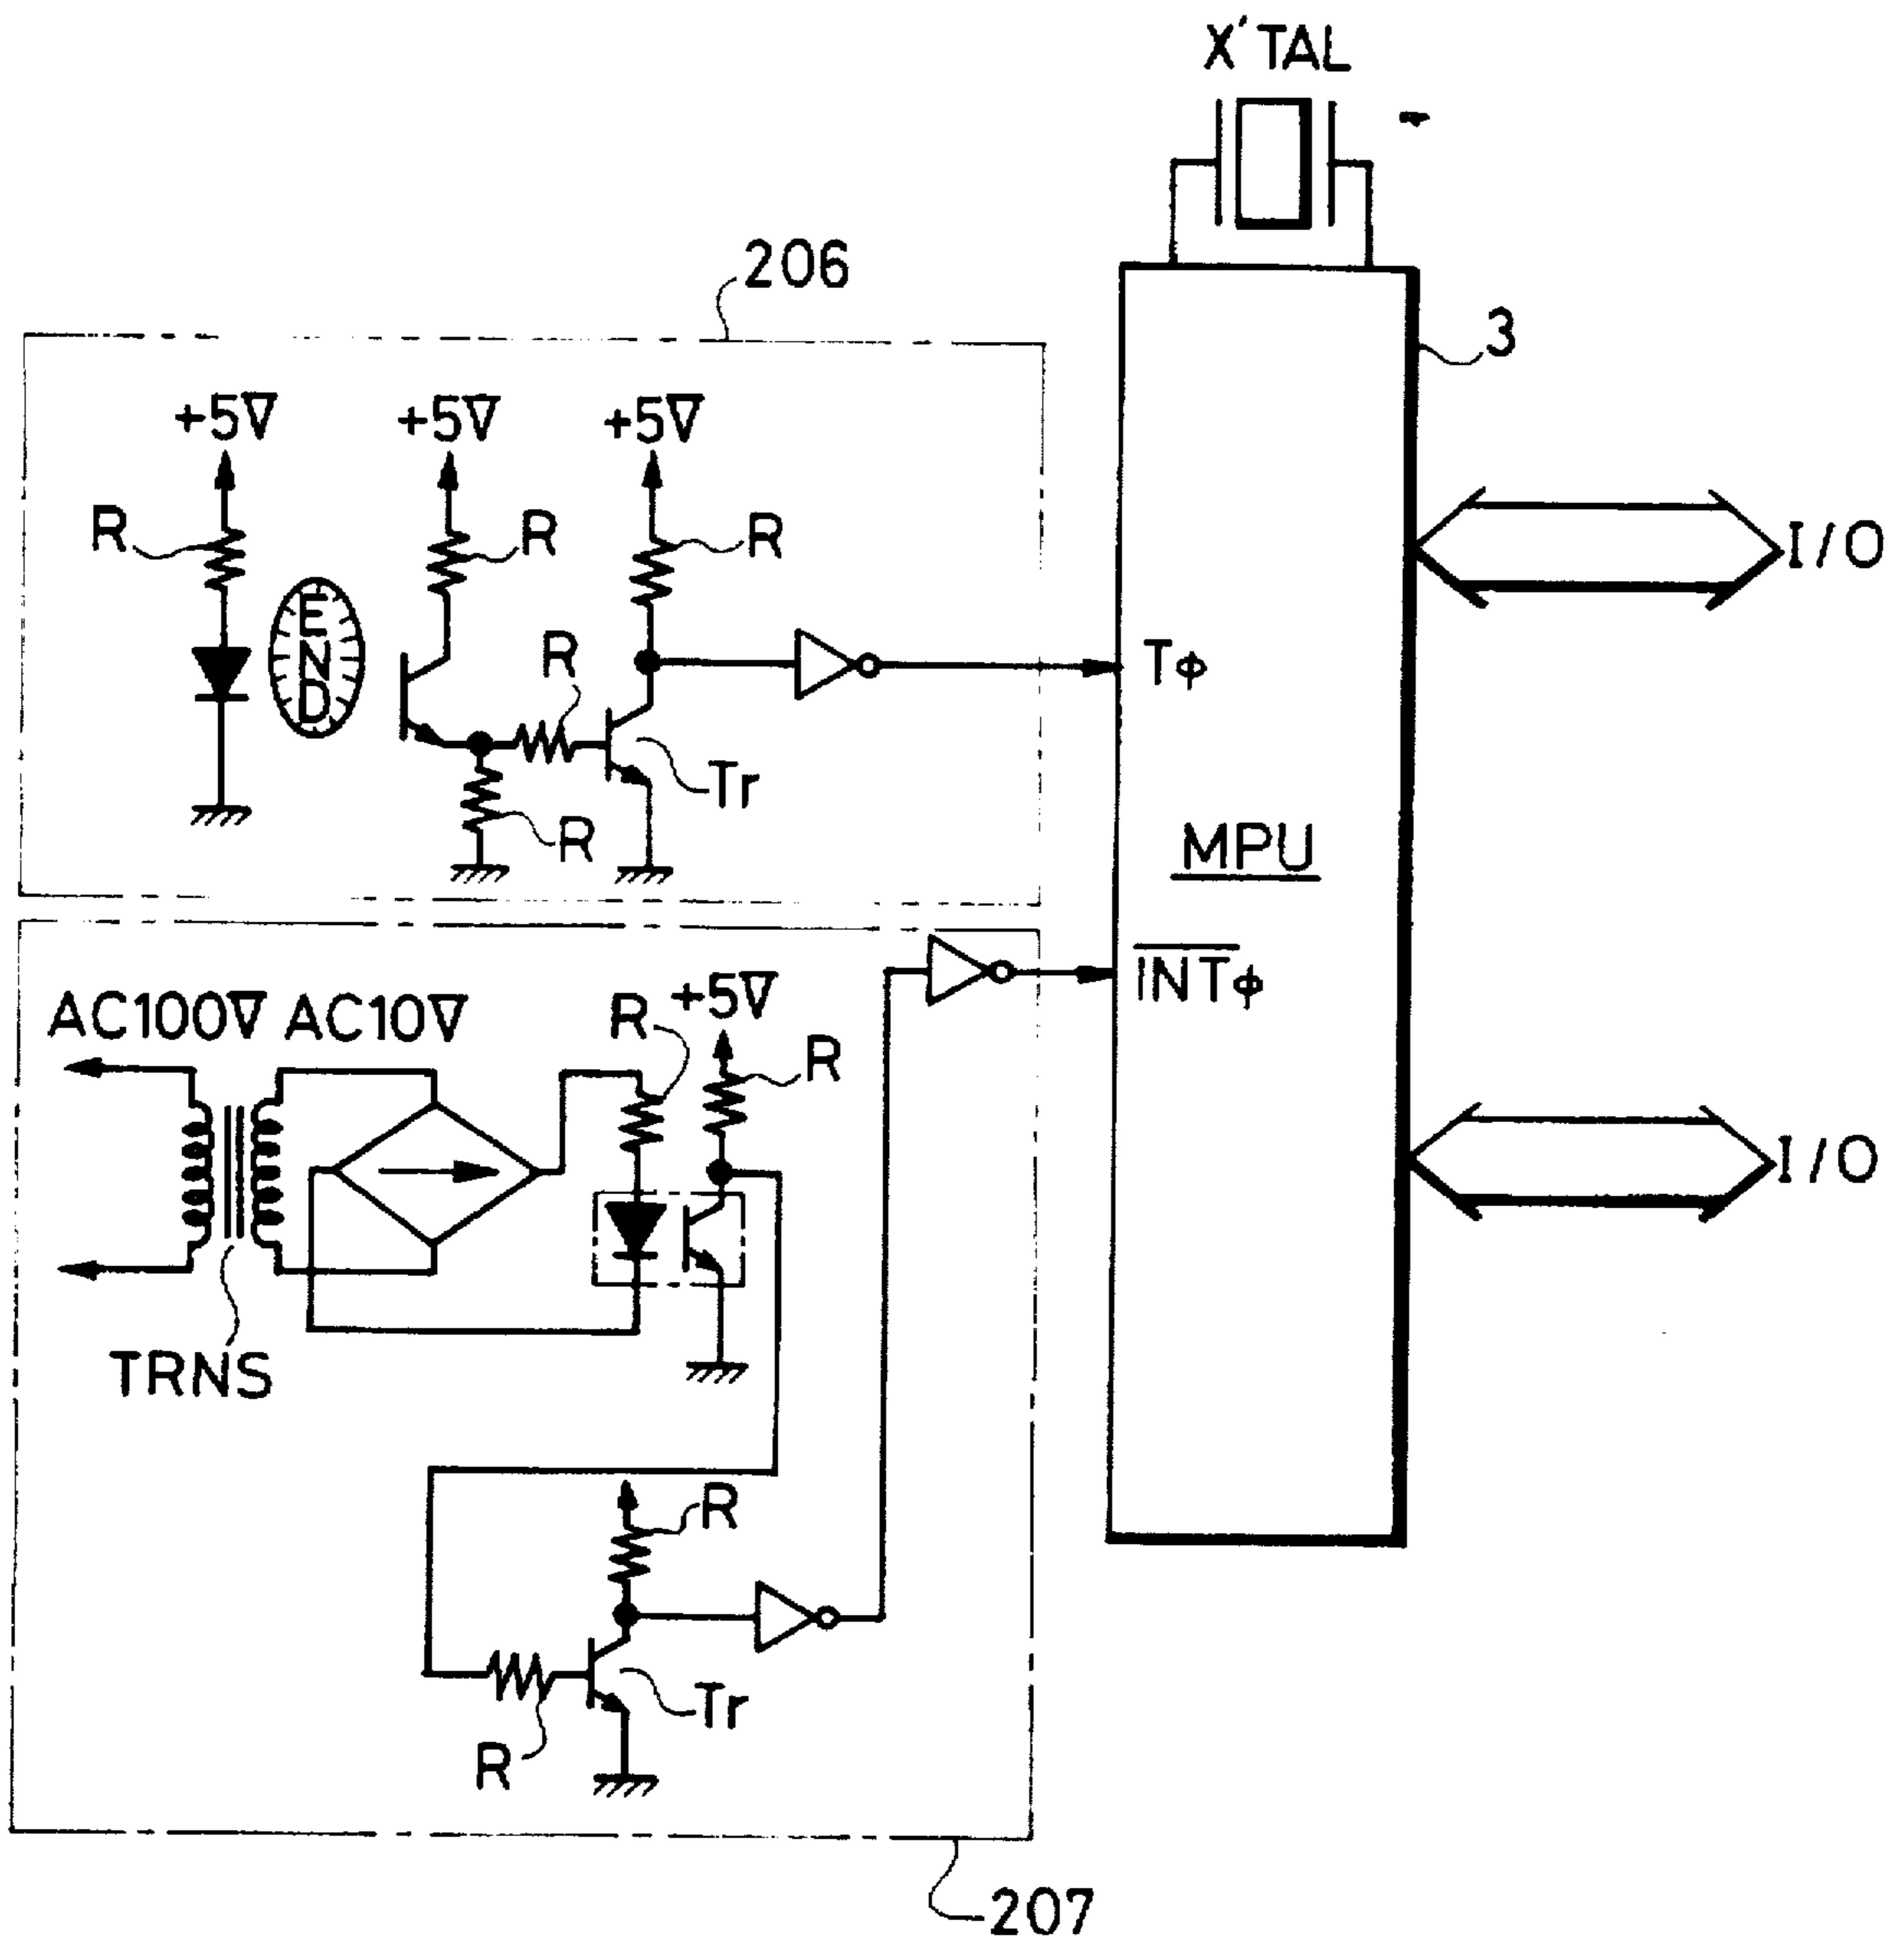 X'TAL
206
3
+5V +5V +5V
R R R
I/O
END
R
Tφ
Tr
R
MPU
INTφ
AC100V AC10V
R +5V
R
I/O
TRNS
R
Tr
R
207